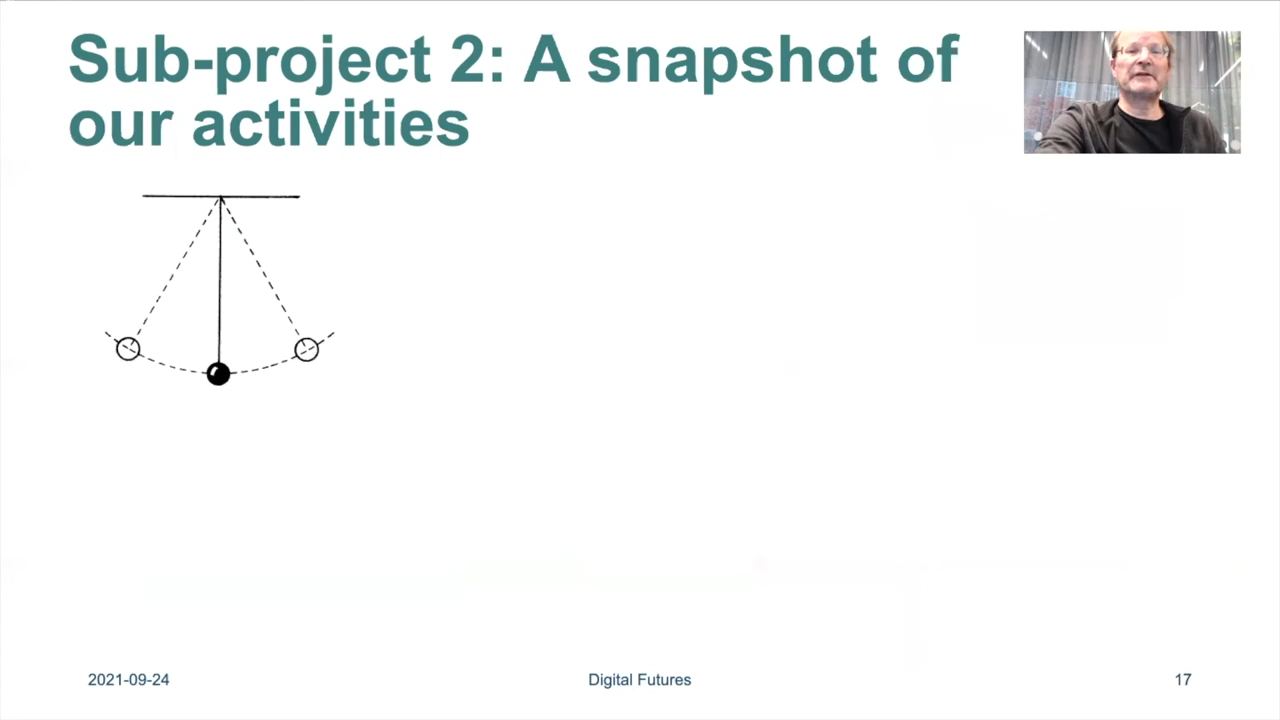 Sub-project 2: A snapshot of
our activities
2021-09-24
Digital Futures
17